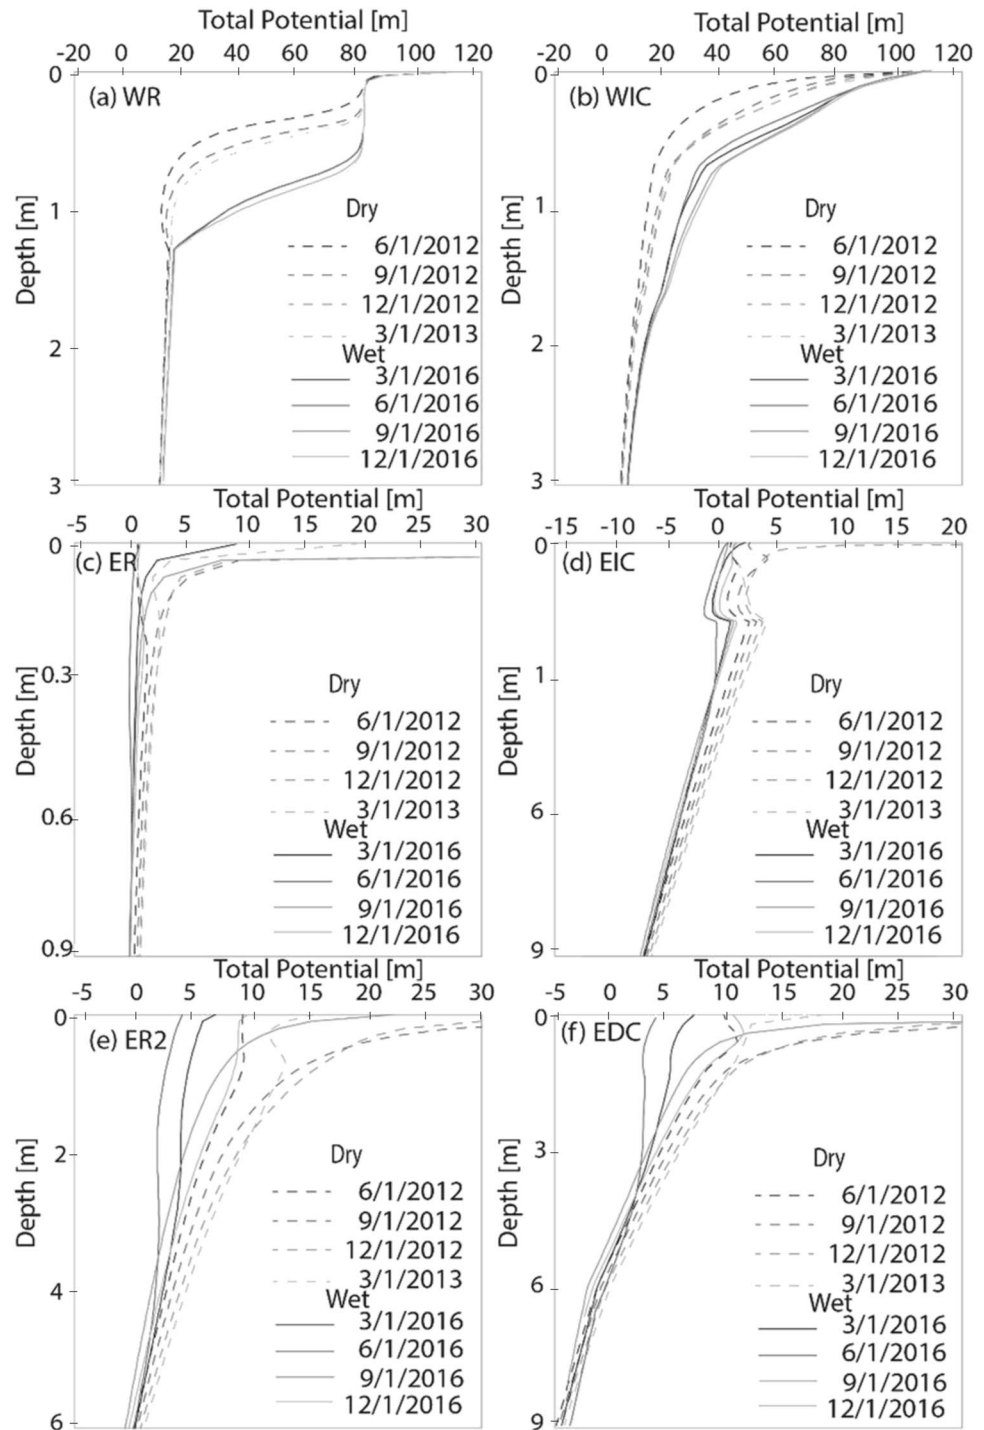 Total Potential [m]
-20 0 20 40 60 80 100 120
0
(a) WR
Depth [m]
1
2
3
Dry
6/1/2012
9/1/2012
12/1/2012
3/1/2013
Wet
3/1/2016
6/1/2016
9/1/2016
12/1/2016
Total Potential [m]
-20 0 20 40 60 80 100 120
0
(b) WIC
Depth [m]
1
2
3
Dry
6/1/2012
9/1/2012
12/1/2012
3/1/2013
Wet
3/1/2016
6/1/2016
9/1/2016
12/1/2016
Total Potential [m]
-5 0 5 10 15 20 25 30
0
(c) ER
Depth [m]
0.3
0.6
0.9
Dry
6/1/2012
9/1/2012
12/1/2012
3/1/2013
Wet
3/1/2016
6/1/2016
9/1/2016
12/1/2016
Total Potential [m]
-15 -10 -5 0 5 10 15 20
0
(d) EIC
Depth [m]
1
6
9
Dry
6/1/2012
9/1/2012
12/1/2012
3/1/2013
Wet
3/1/2016
6/1/2016
9/1/2016
12/1/2016
Total Potential [m]
-5 0 5 10 15 20 25 30
0
(e) ER2
Depth [m]
2
4
6
Dry
6/1/2012
9/1/2012
12/1/2012
3/1/2013
Wet
3/1/2016
6/1/2016
9/1/2016
12/1/2016
Total Potential [m]
-5 0 5 10 15 20 25 30
0
(f) EDC
Depth [m]
3
6
9
Dry
6/1/2012
9/1/2012
12/1/2012
3/1/2013
Wet
3/1/2016
6/1/2016
9/1/2016
12/1/2016